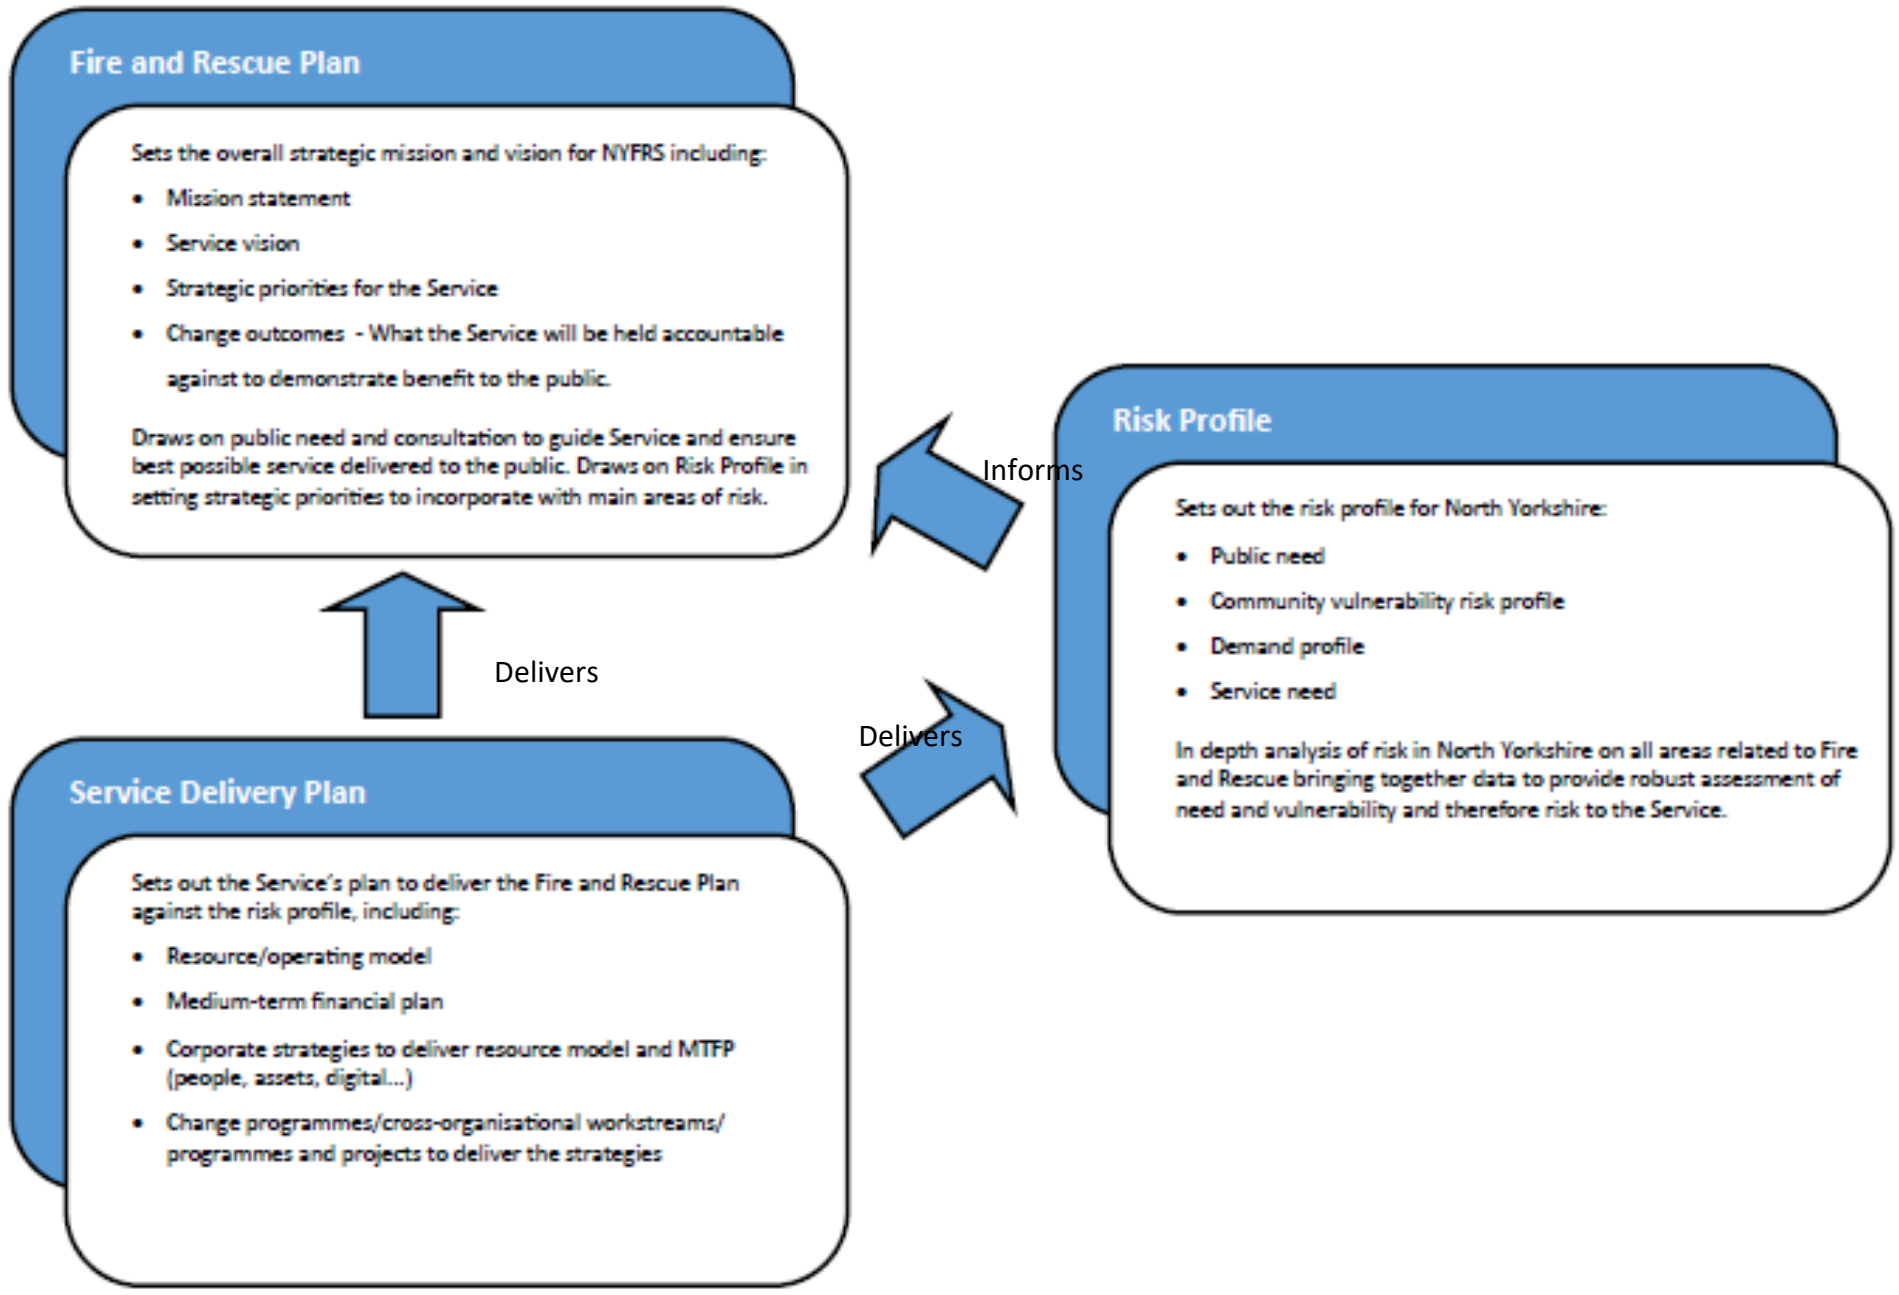 Fire and Rescue Plan
Sets the overall strategic mission and vision for NYFRS including:
• Mission statement
• Service vision
• Strategic priorities for the Service
• Change outcomes - What the Service will be held accountable
against to demonstrate benefit to the public.
Draws on public need and consultation to guide Service and ensure
best possible service delivered to the public. Draws on Risk Profile in
setting strategic priorities to incorporate with main areas of risk.
Informs
Risk Profile
Sets out the risk profile for North Yorkshire:
• Public need
• Community vulnerability risk profile
• Demand profile
• Service need
In depth analysis of risk in North Yorkshire on all areas related to Fire
and Rescue bringing together data to provide robust assessment of
need and vulnerability and therefore risk to the Service.
Delivers
Delivers
Service Delivery Plan
Sets out the Service's plan to deliver the Fire and Rescue Plan
against the risk profile, including:
• Resource/operating model
• Medium-term financial plan
• Corporate strategies to deliver resource model and MTFP
(people, assets, digital...)
• Change programmes/cross-organisational workstreams/
programmes and projects to deliver the strategies